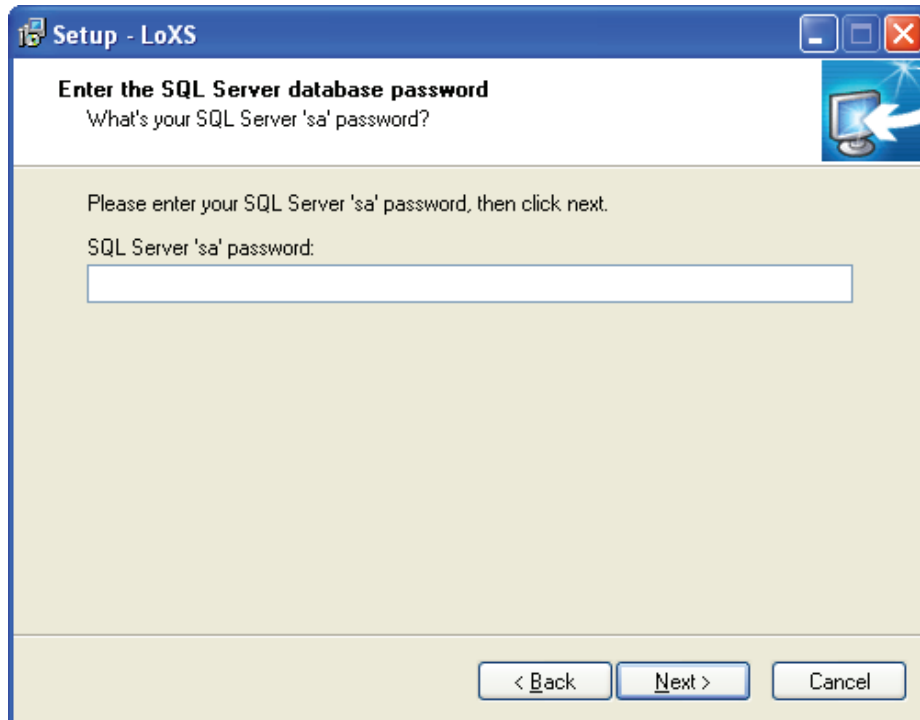 Setup - LoXS
Enter the SQL Server database password
What's your SQL Server 'sa' password?
Please enter your SQL Server 'sa' password, then click next.
SQL Server 'sa' password:
< Back
Next >
Cancel